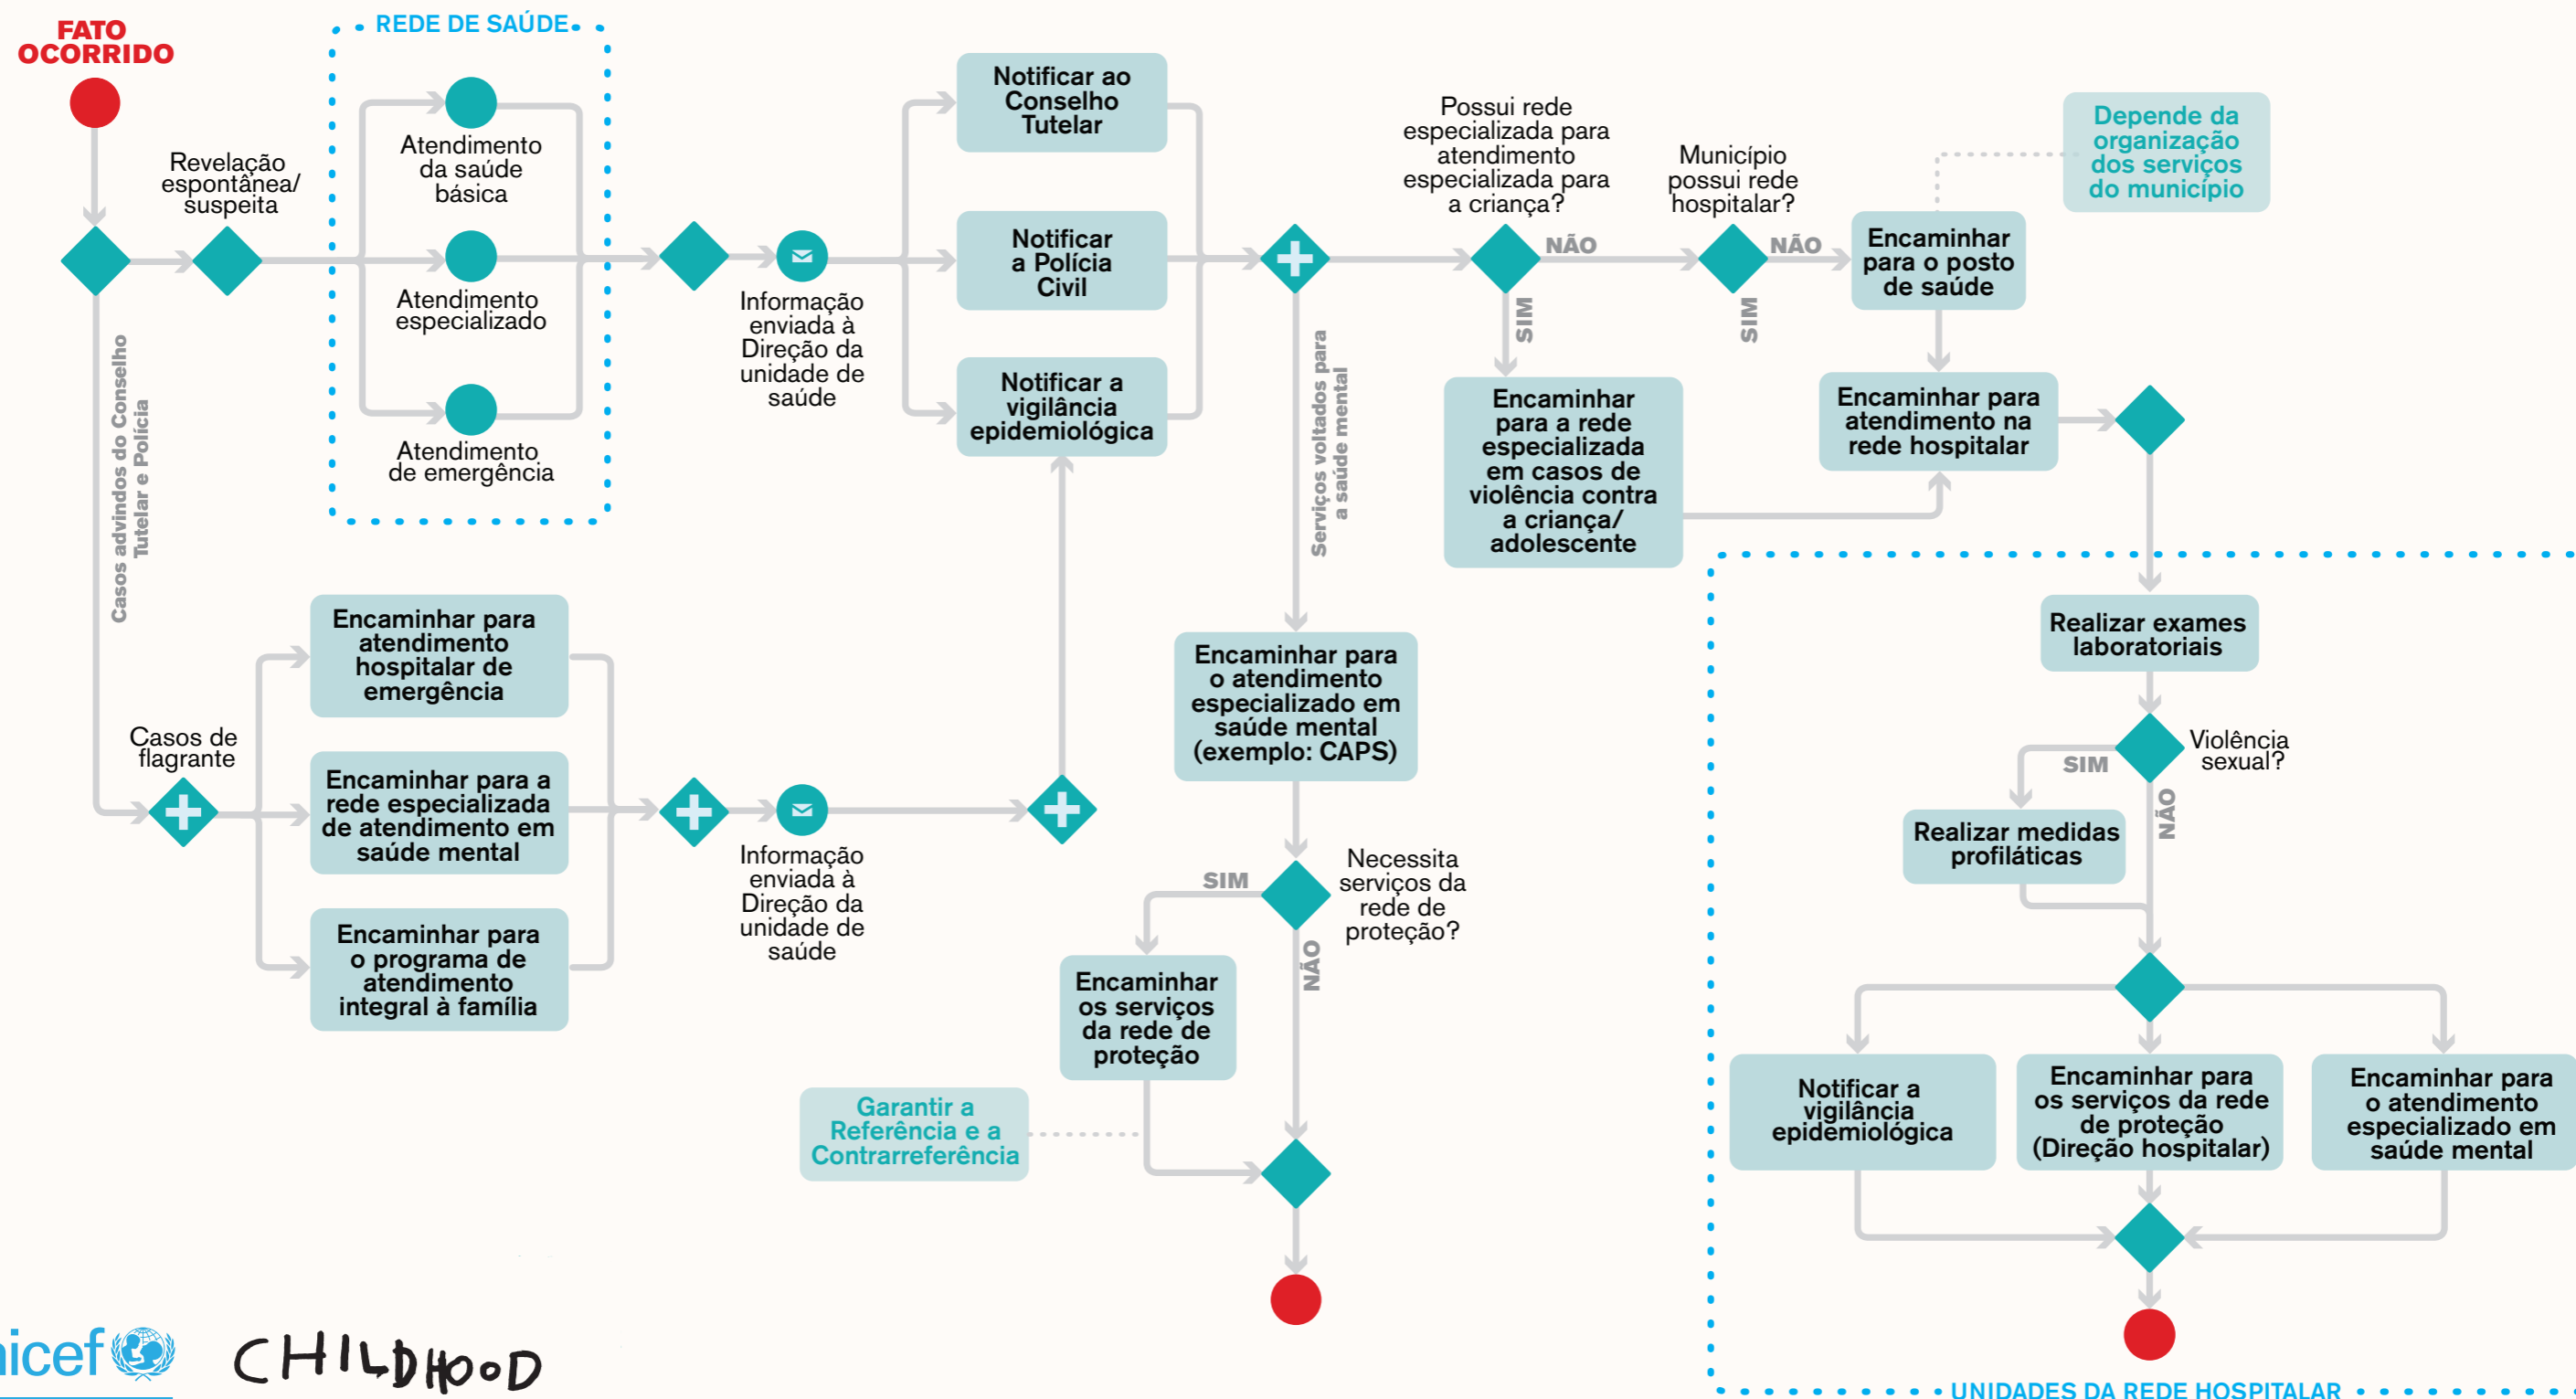 FATO
OCORRIDO
REDE DE SAÚDE
Revelação
espontânea/
suspeita
Atendimento
da saúde
básica
Atendimento
especializado
Atendimento
de emergência
Informação
enviada à
Direção da
unidade de
saúde
Notificar ao
Conselho
Tutelar
Notificar
a Polícia
Civil
Notificar a
vigilância
epidemiológica
Possui rede
especializada para
atendimento
especializada para
a criança?
NÃO
SIM
Município
possui rede
hospitalar?
NÃO
SIM
Depende da
organização
dos serviços
do município
Encaminhar
para o posto
de saúde
Encaminhar
para a rede
especializada
em casos de
violência contra
a criança/
adolescente
Encaminhar para
atendimento na
rede hospitalar
Casos advindos do Conselho
Tutelar e Polícia
Casos de
flagrante
Encaminhar para
atendimento
hospitalar de
emergência
Encaminhar para a
rede especializada
de atendimento em
saúde mental
Encaminhar para
o programa de
atendimento
integral à família
Informação
enviada à
Direção da
unidade de
saúde
Serviços voltados para
a saúde mental
Encaminhar para
o atendimento
especializado em
saúde mental
(exemplo: CAPS)
Necessita
serviços da
rede de
proteção?
SIM
NÃO
Encaminhar
os serviços
da rede de
proteção
Garantir a
Referência e a
Contrarreferência
Realizar exames
laboratoriais
Violência
sexual?
SIM
NÃO
Realizar medidas
profiláticas
Notificar a
vigilância
epidemiológica
Encaminhar para
os serviços da rede
de proteção
(Direção hospitalar)
Encaminhar para
o atendimento
especializado em
saúde mental
UNIDADES DA REDE HOSPITALAR
nicef
CHILDHOOD